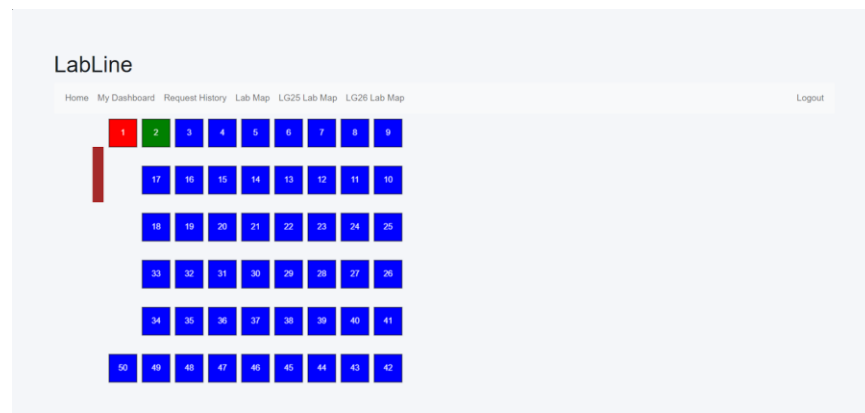 LabLine
Home My Dashboard Request History Lab Map LG25 Lab Map LG26 Lab Map Logout
1 2 3 4 5 6 7 8 9
17 16 15 14 13 12 11 10
18 19 20 21 22 23 24 25
33 32 31 30 29 28 27 26
34 35 36 37 38 39 40 41
50 49 48 47 46 45 44 43 42